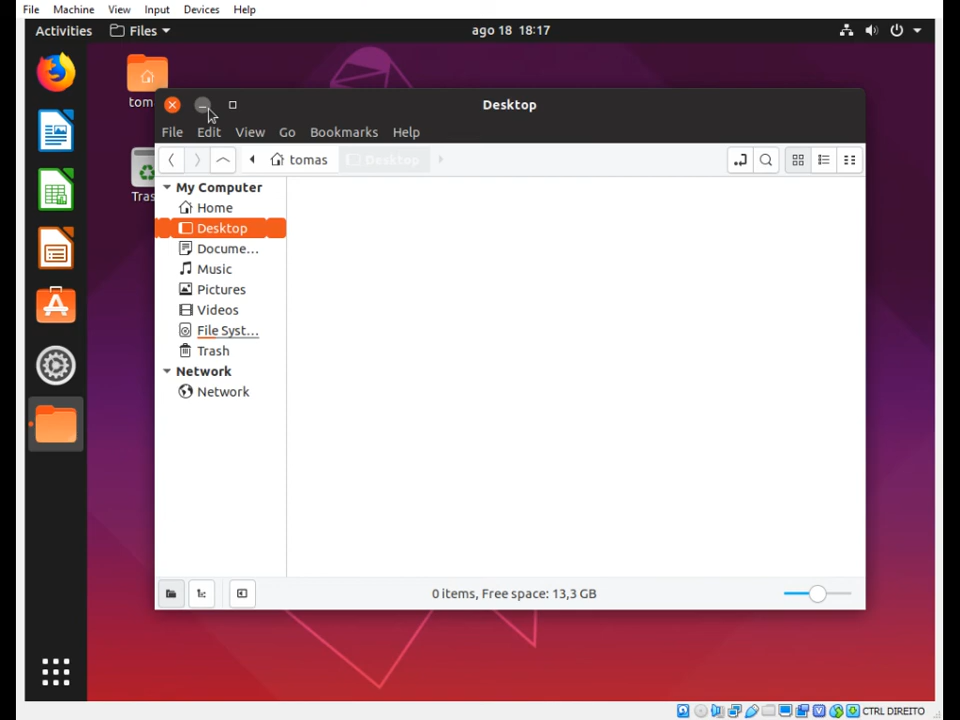 File Machine View Input Devices Help
Activities Files ago 18 18:17
tom
Desktop
File Edit View Go Bookmarks Help
tomas Desktop
Tras
My Computer
Home
Desktop
Docume...
Music
Pictures
Videos
File Syst...
Trash
Network
Network
0 items, Free space: 13,3 GB
CTRL DIREITO